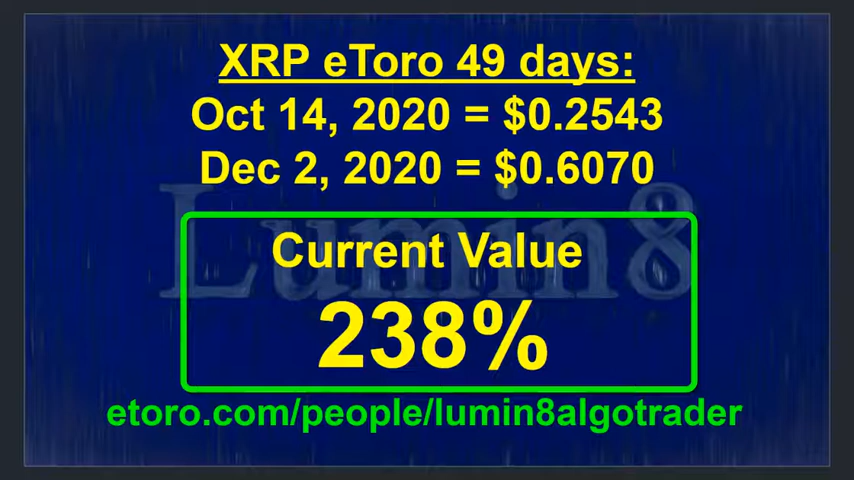 XRP eToro 49 days:
Oct 14, 2020 = $0.2543
Dec 2, 2020 = $0.6070
Lumin8
Current Value
238%
etoro.com/people/lumin8algotrader